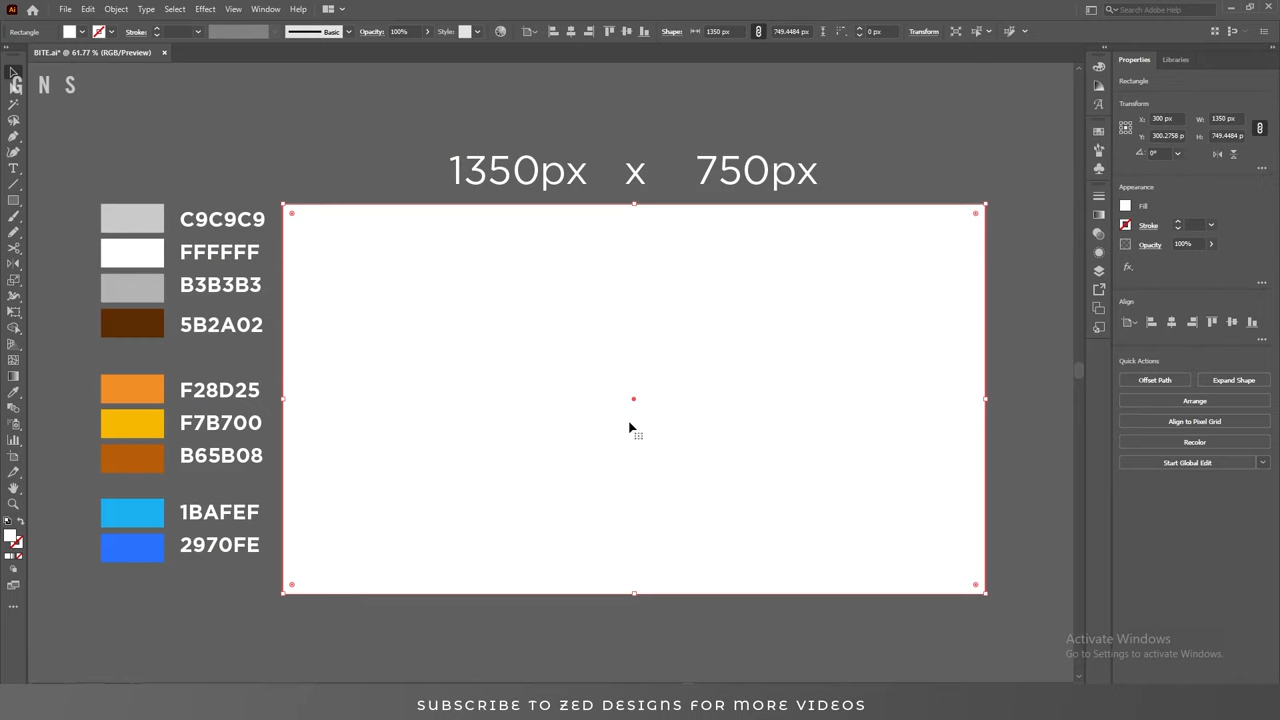 Ai File Edit Object Type Select Effect View Window Help Search Adobe Help
Rectangle Stroke: Basic Opacity: 100% Style: Shape: 1350 px 749.4484 px 0 px Transform
BITE.ai* @ 61.77 % (RGB/Preview) ×
Properties Libraries
G N S
Rectangle
Transform
X: 300 px W: 1350 px
Y: 300.2758 p H: 749.4484 p
0°
1350px x 750px
Appearance
Fill
Stroke
Opacity 100%
fx.
C9C9C9
FFFFFF
B3B3B3
5B2A02
F28D25
F7B700
B65B08
1BAFEF
2970FE
Align
Quick Actions
Offset Path Expand Shape
Arrange
Align to Pixel Grid
Recolor
Start Global Edit
Activate Windows
Go to Settings to activate Windows.
SUBSCRIBE TO ZED DESIGNS FOR MORE VIDEOS